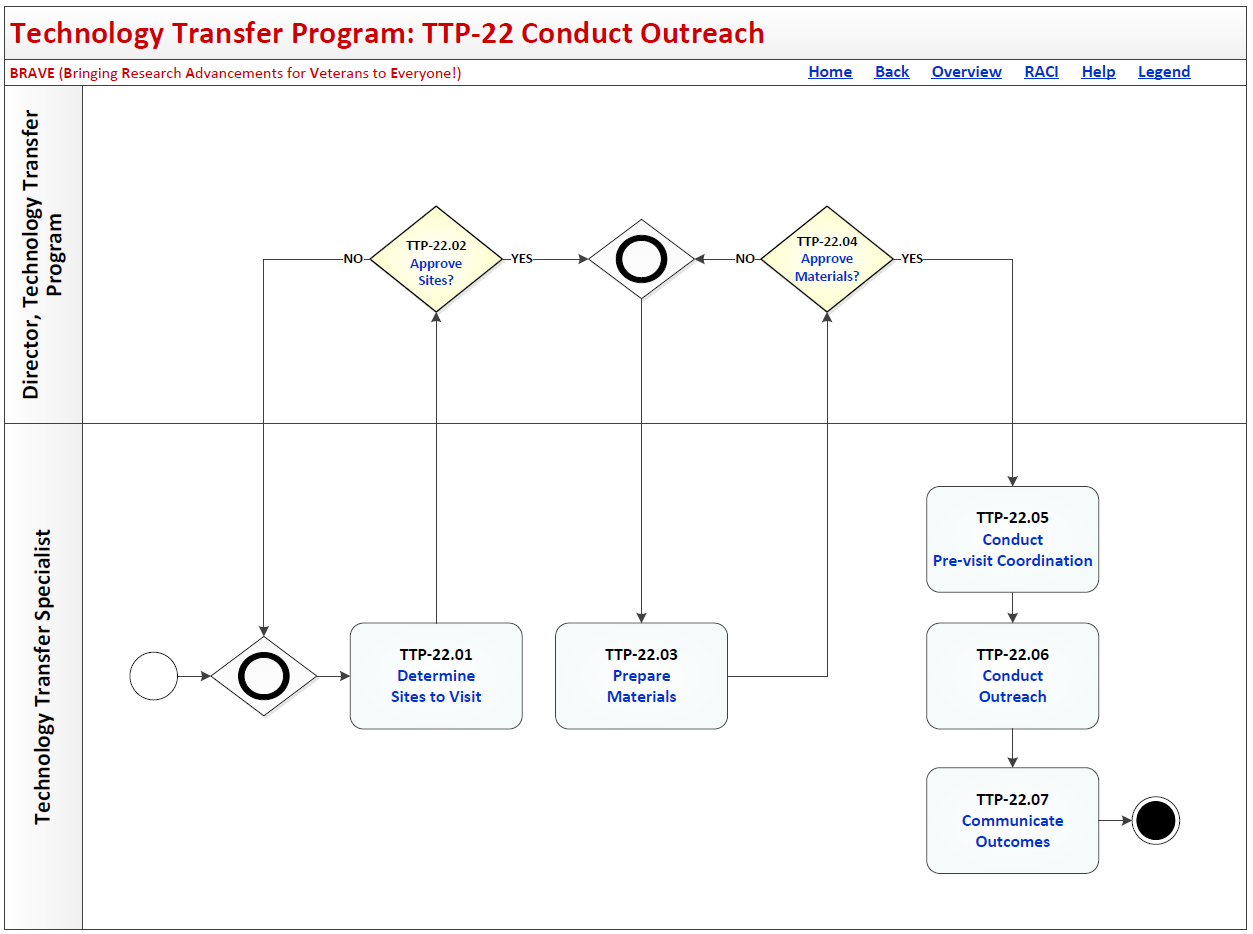 Technology Transfer Program: TTP-22 Conduct Outreach
BRAVE (Bringing Research Advancements for Veterans to Everyone!)
Home Back Overview RACI Help Legend
Director, Technology Transfer
Program
NO
TTP-22.02
Approve
Sites?
YES
NO
TTP-22.04
Approve
Materials?
YES
Technology Transfer Specialist
TTP-22.01
Determine
Sites to Visit
TTP-22.03
Prepare
Materials
TTP-22.05
Conduct
Pre-visit Coordination
TTP-22.06
Conduct
Outreach
TTP-22.07
Communicate
Outcomes